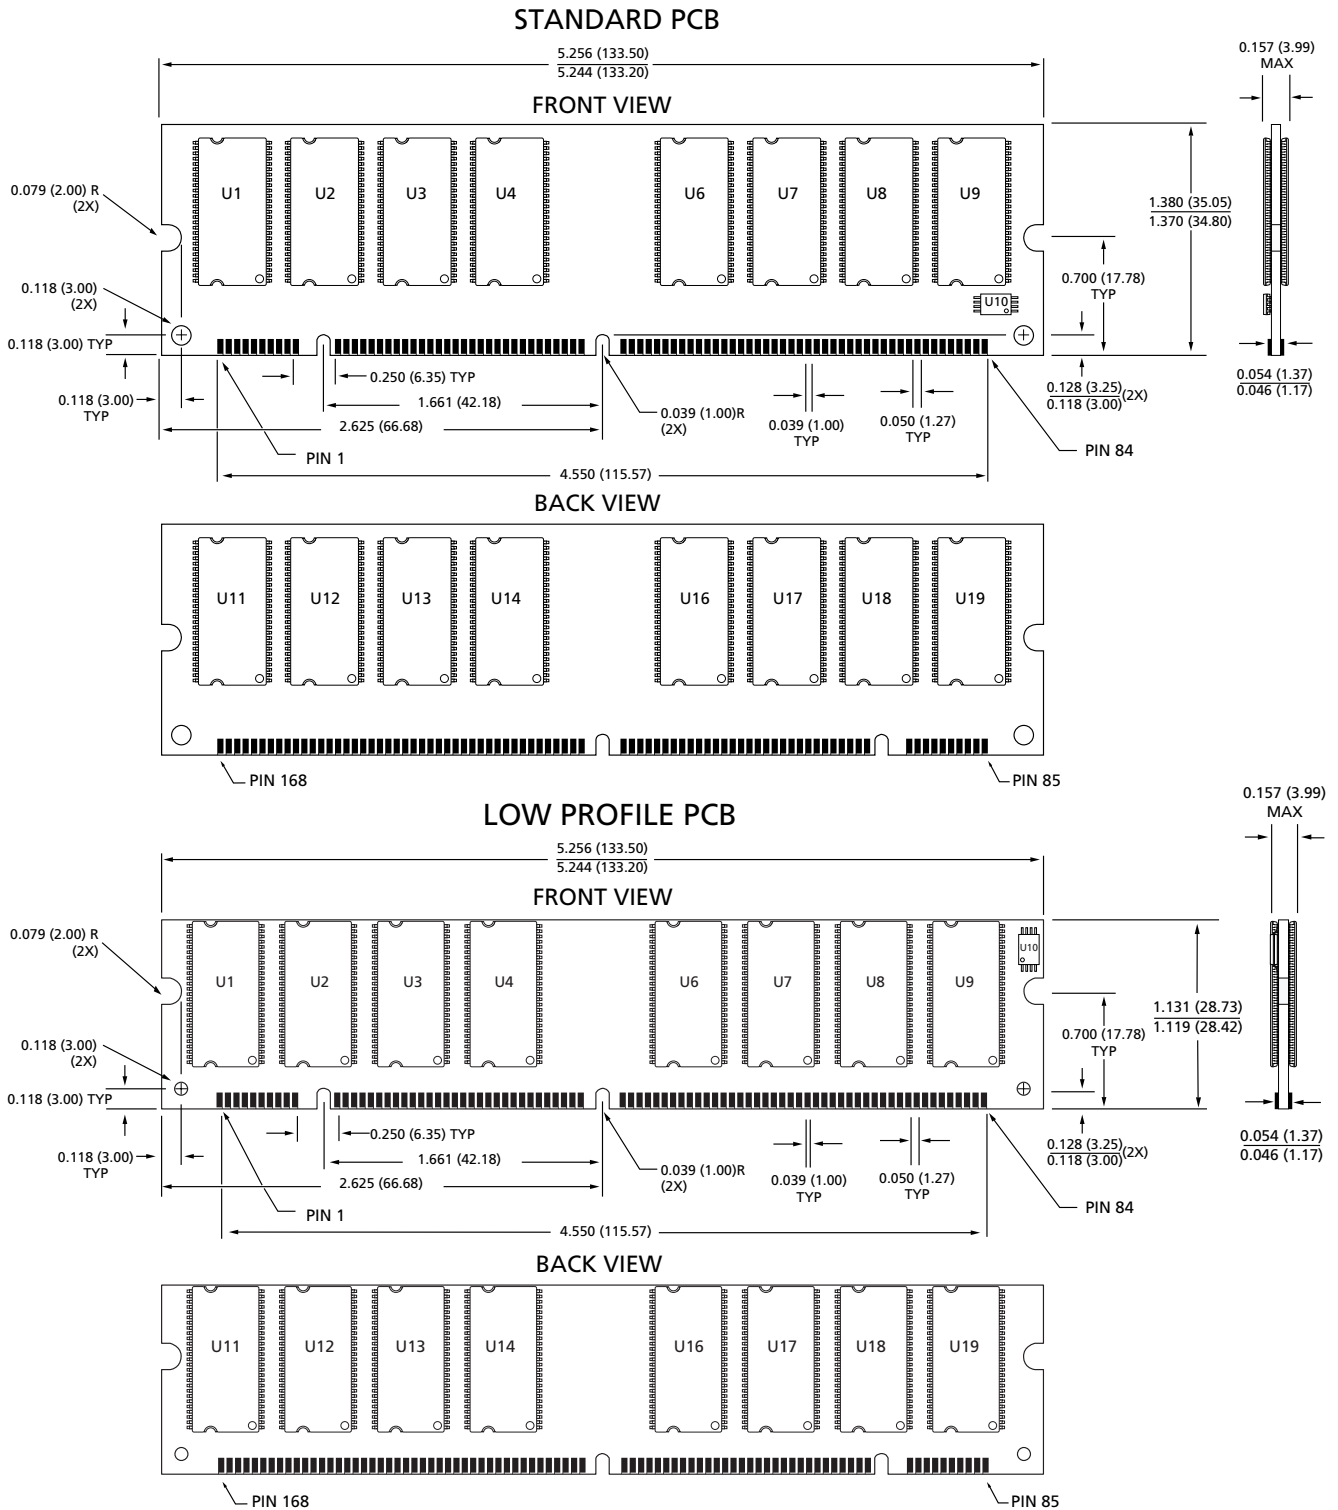 STANDARD PCB
5.256 (133.50)
5.244 (133.20)
0.157 (3.99)
MAX
FRONT VIEW
U1
U2
U3
U4
U6
U7
U8
U9
0.079 (2.00) R
(2X)
1.380 (35.05)
1.370 (34.80)
0.700 (17.78)
TYP
0.118 (3.00)
(2X)
U10
0.118 (3.00) TYP
0.250 (6.35) TYP
0.118 (3.00)
TYP
1.661 (42.18)
2.625 (66.68)
0.039 (1.00)R
(2X)
0.039 (1.00)
TYP
0.050 (1.27)
TYP
0.128 (3.25)
0.118 (3.00)
(2X)
0.054 (1.37)
0.046 (1.17)
PIN 1
PIN 84
4.550 (115.57)
BACK VIEW
U11
U12
U13
U14
U16
U17
U18
U19
PIN 168
PIN 85
LOW PROFILE PCB
5.256 (133.50)
5.244 (133.20)
0.157 (3.99)
MAX
FRONT VIEW
U1
U2
U3
U4
U6
U7
U8
U9
U10
0.079 (2.00) R
(2X)
1.131 (28.73)
1.119 (28.42)
0.700 (17.78)
TYP
0.118 (3.00)
(2X)
0.118 (3.00) TYP
0.250 (6.35) TYP
0.118 (3.00)
TYP
1.661 (42.18)
2.625 (66.68)
0.039 (1.00)R
(2X)
0.039 (1.00)
TYP
0.050 (1.27)
TYP
0.128 (3.25)
0.118 (3.00)
(2X)
0.054 (1.37)
0.046 (1.17)
PIN 1
PIN 84
4.550 (115.57)
BACK VIEW
U11
U12
U13
U14
U16
U17
U18
U19
PIN 168
PIN 85